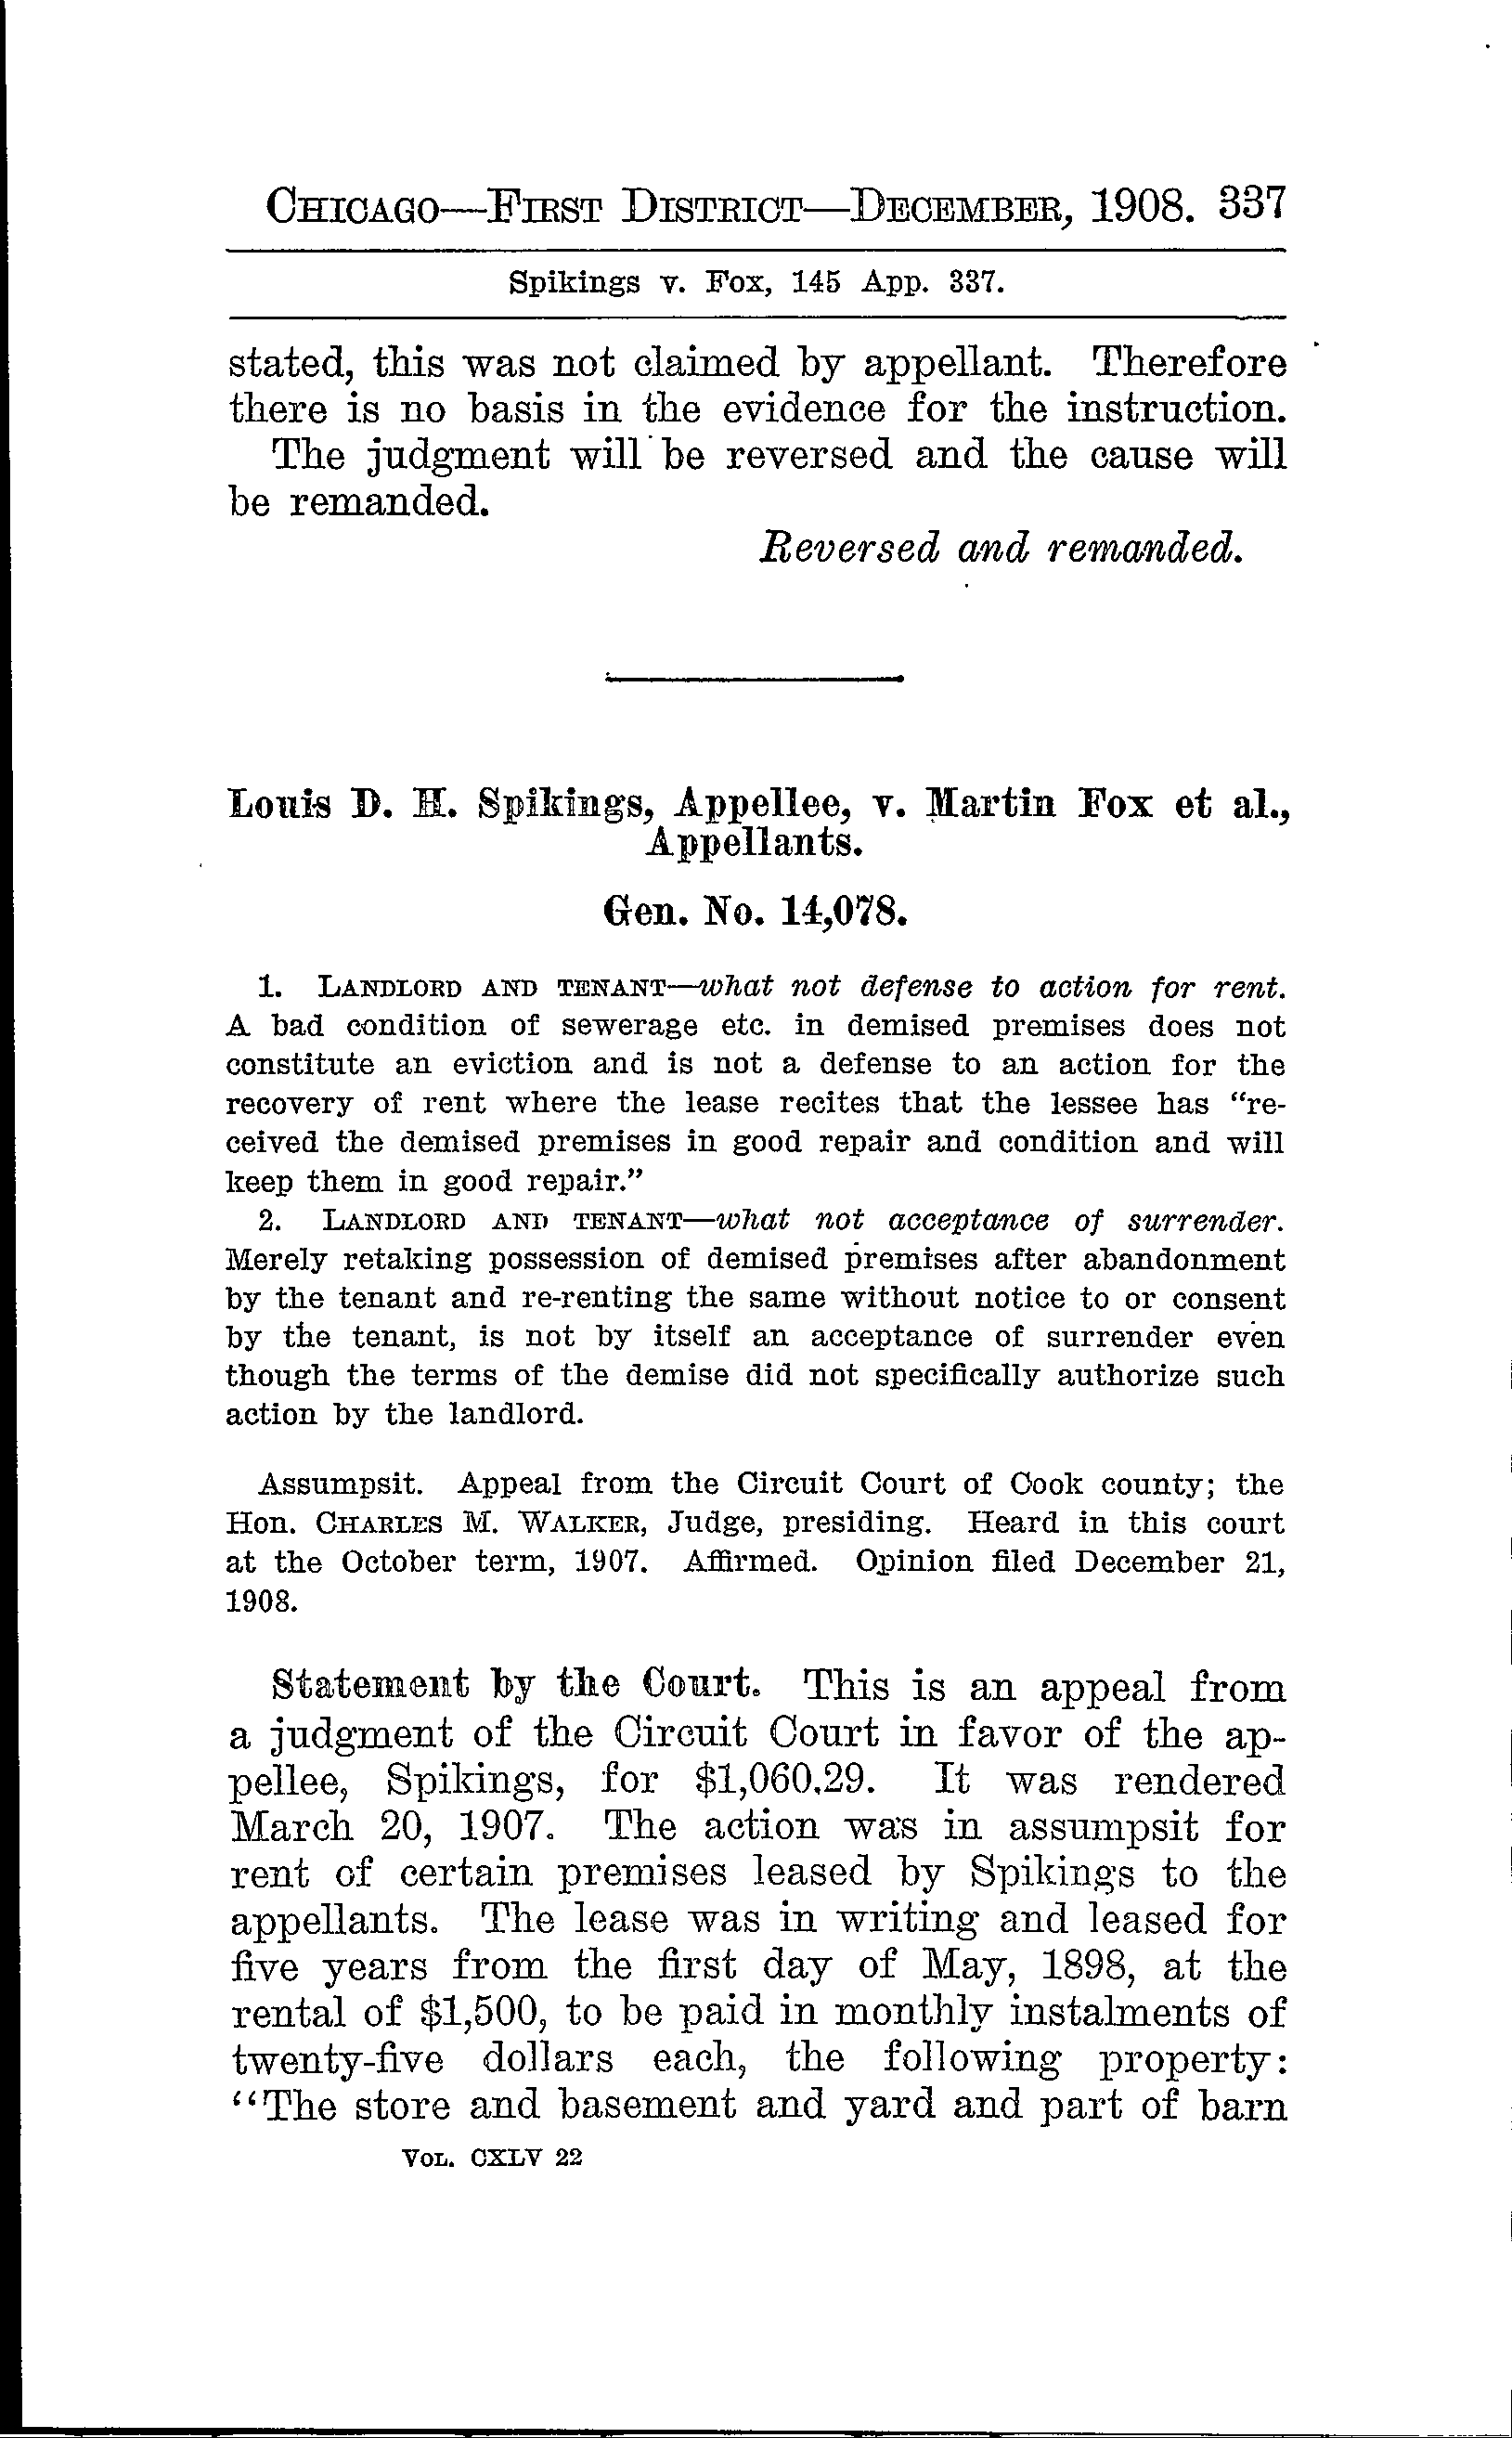 CHICAGO—FIRST DISTRICT—DECEMBER, 1908. 337
Spikings v. Fox, 145 App. 337.
stated, this was not claimed by appellant. Therefore
there is no basis in the evidence for the instruction.
The judgment will be reversed and the cause will
be remanded.
Reversed and remanded.
Louis D. H. Spikings, Appellee, v. Martin Fox et al.,
Appellants.
Gen. No. 14,078.
1. LANDLORD AND TENANT—what not defense to action for rent.
A bad condition of sewerage etc. in demised premises does not
constitute an eviction and is not a defense to an action for the
recovery of rent where the lease recites that the lessee has "re-
ceived the demised premises in good repair and condition and will
keep them in good repair."
2. LANDLORD AND TENANT—what not acceptance of surrender.
Merely retaking possession of demised premises after abandonment
by the tenant and re-renting the same without notice to or consent
by the tenant, is not by itself an acceptance of surrender even
though the terms of the demise did not specifically authorize such
action by the landlord.
Assumpsit. Appeal from the Circuit Court of Cook county; the
Hon. CHARLES M. WALKER, Judge, presiding. Heard in this court
at the October term, 1907. Affirmed. Opinion filed December 21,
1908.
Statement by the Court. This is an appeal from
a judgment of the Circuit Court in favor of the ap-
pellee, Spikings, for $1,060.29. It was rendered
March 20, 1907. The action was in assumpsit for
rent of certain premises leased by Spikings to the
appellants. The lease was in writing and leased for
five years from the first day of May, 1898, at the
rental of $1,500, to be paid in monthly instalments of
twenty-five dollars each, the following property:
"The store and basement and yard and part of barn
VOL. CXLV 22